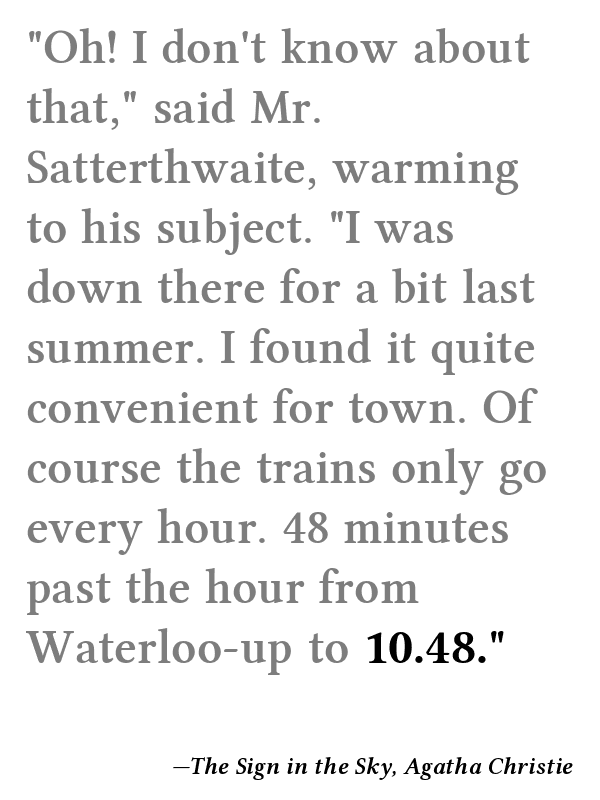 "Oh! I don't know about
that," said Mr.
Satterthwaite, warming
to his subject. "I was
down there for a bit last
summer. I found it quite
convenient for town. Of
course the trains only go
every hour. 48 minutes
past the hour from
Waterloo-up to 10.48."
—The Sign in the Sky, Agatha Christie